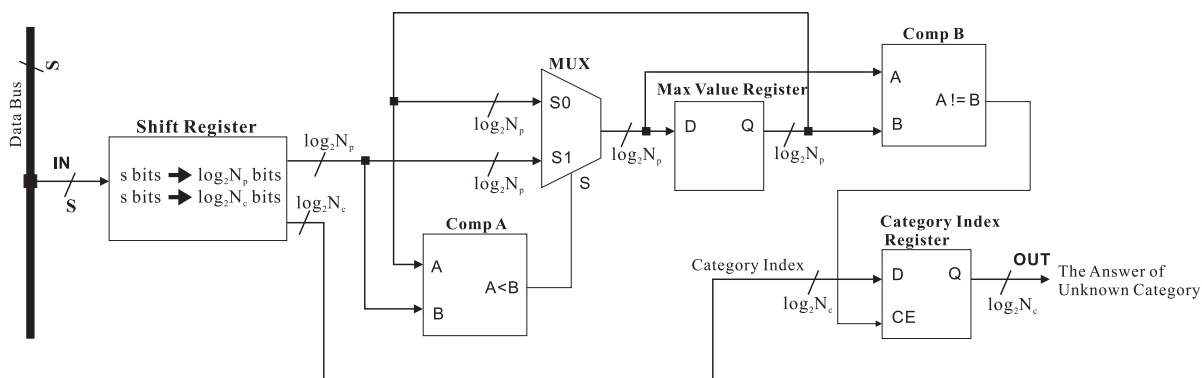 Data Bus
S
IN
S
Shift Register
s bits → log₂Nₚ bits
s bits → log₂N꜀ bits
log₂Nₚ
log₂N꜀
MUX
S0
S1
S
log₂Nₚ
log₂Nₚ
log₂Nₚ
Comp A
A
B
A<B
Max Value Register
D
Q
log₂Nₚ
Comp B
A
B
A != B
Category Index
log₂N꜀
Category Index
Register
D
Q
CE
OUT
log₂N꜀
The Answer of
Unknown Category